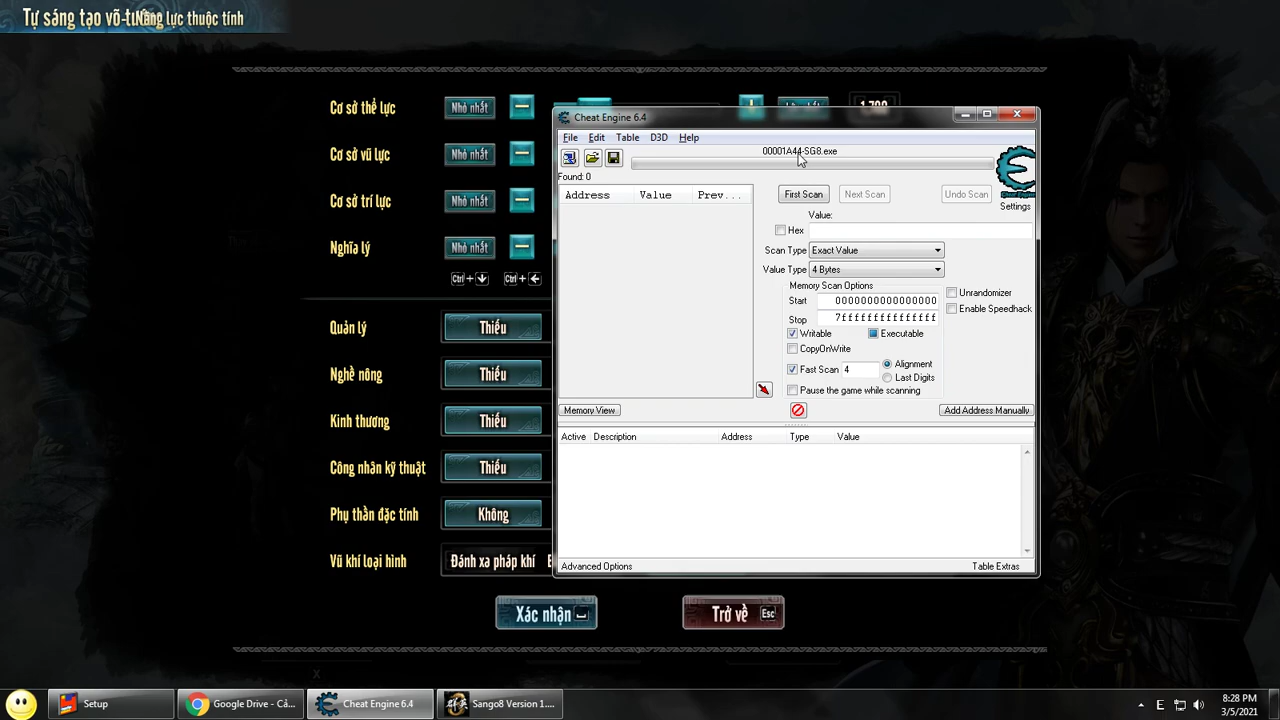 Tự sáng tạo võ tướng
Năng lực thuộc tính
Cơ sở thể lực Nhỏ nhất
Cơ sở vũ lực Nhỏ nhất
Cơ sở trí lực Nhỏ nhất
Nghĩa lý Nhỏ nhất
Ctrl + ↓ Ctrl + ←
Quản lý Thiếu
Nghề nông Thiếu
Kinh thương Thiếu
Công nhân kỹ thuật Thiếu
Phụ thần đặc tính Không
Vũ khí loại hình Đánh xa pháp khí
Xác nhận Trở về Esc
X
Cheat Engine 6.4
File Edit Table D3D Help
00001A44-SG8.exe
Found: 0
Address Value Prev...
First Scan Next Scan Undo Scan
Settings
Value:
Hex
Scan Type Exact Value
Value Type 4 Bytes
Memory Scan Options
Start 0000000000000000
Stop 7fffffffffffffff
Writable Executable
CopyOnWrite
Fast Scan 4 Alignment
Last Digits
Pause the game while scanning
Unrandomizer
Enable Speedhack
Memory View Add Address Manually
Active Description Address Type Value
Advanced Options Table Extras
Setup Google Drive - Cả... Cheat Engine 6.4 Sango8 Version 1....
E 8:28 PM
3/5/2021